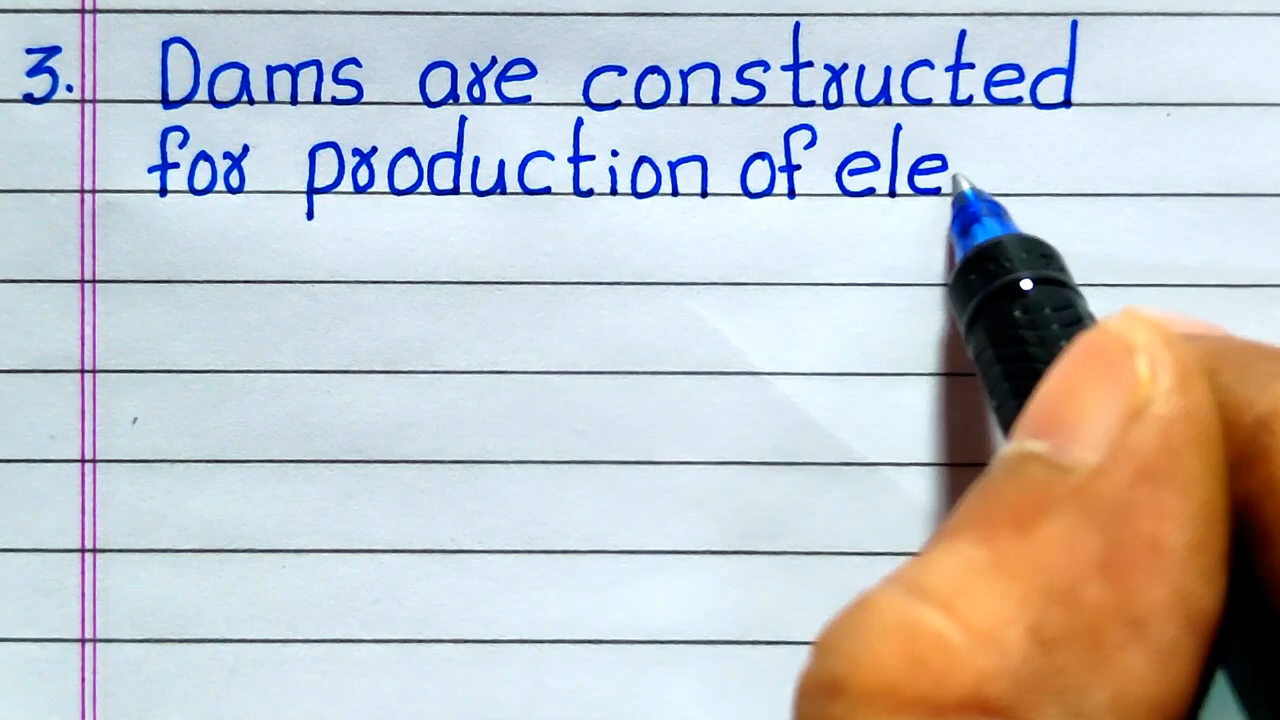 3. Dams are constructed
for production of ele